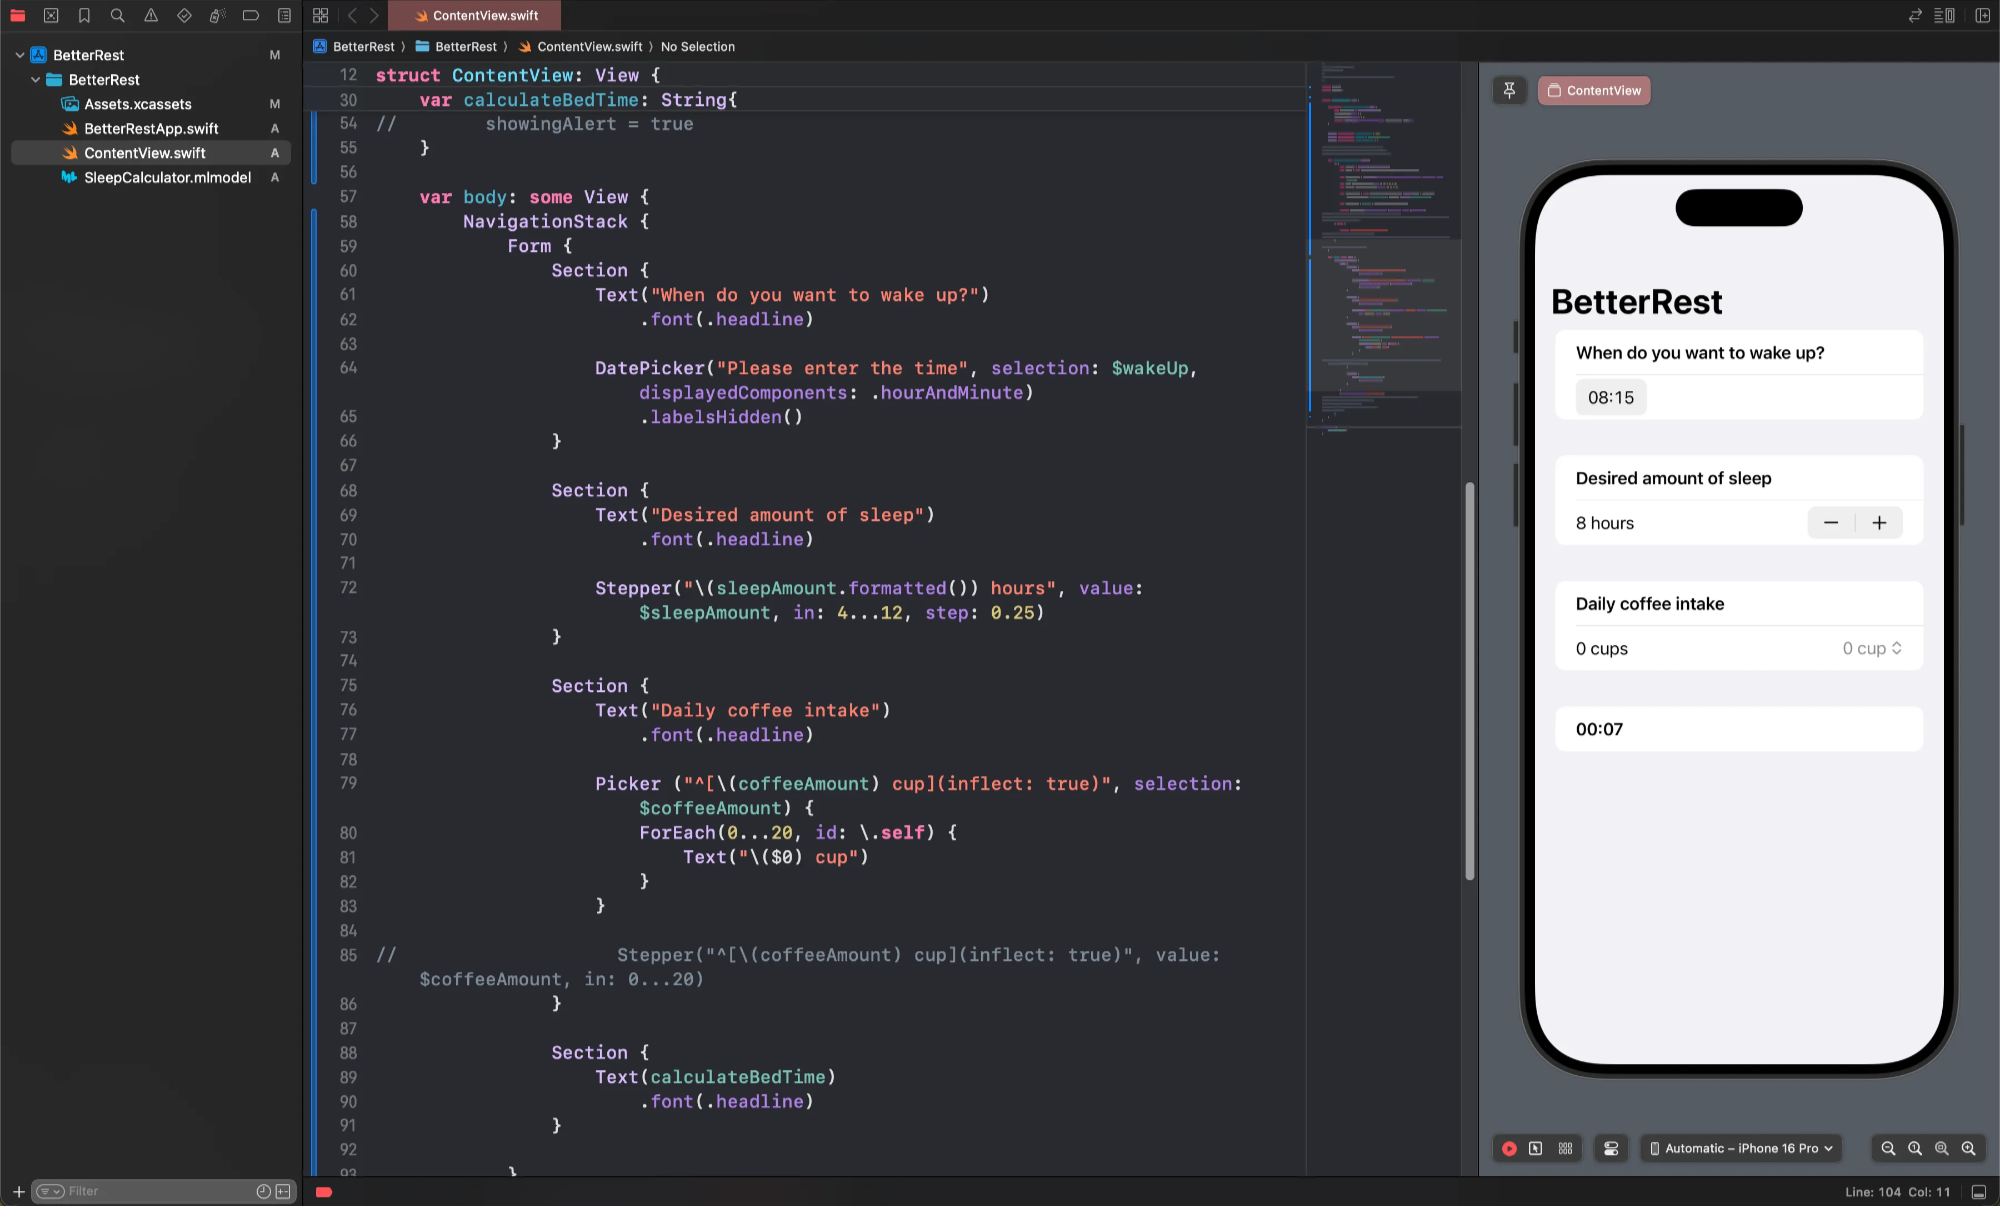 ContentView.swift
BetterRest
M
BetterRest
Assets.xcassets
M
BetterRestApp.swift
A
ContentView.swift
A
SleepCalculator.mlmodel
A
Filter
BetterRest
BetterRest
ContentView.swift
No Selection
12 struct ContentView: View {
30 var calculateBedTime: String{
54 // showingAlert = true
55 }
56
57 var body: some View {
58 NavigationStack {
59 Form {
60 Section {
61 Text("When do you want to wake up?")
62 .font(.headline)
63
64 DatePicker("Please enter the time", selection: $wakeUp,
displayedComponents: .hourAndMinute)
65 .labelsHidden()
66 }
67
68 Section {
69 Text("Desired amount of sleep")
70 .font(.headline)
71
72 Stepper("\(sleepAmount.formatted()) hours", value:
$sleepAmount, in: 4...12, step: 0.25)
73 }
74
75 Section {
76 Text("Daily coffee intake")
77 .font(.headline)
78
79 Picker ("^[\(coffeeAmount) cup](inflect: true)", selection:
$coffeeAmount) {
80 ForEach(0...20, id: \.self) {
81 Text("\($0) cup")
82 }
83 }
84
85 // Stepper("^[\(coffeeAmount) cup](inflect: true)", value:
$coffeeAmount, in: 0...20)
86 }
87
88 Section {
89 Text(calculateBedTime)
90 .font(.headline)
91 }
92
93 }
ContentView
BetterRest
When do you want to wake up?
08:15
Desired amount of sleep
8 hours
Daily coffee intake
0 cups
0 cup
00:07
Automatic – iPhone 16 Pro
Line: 104 Col: 11